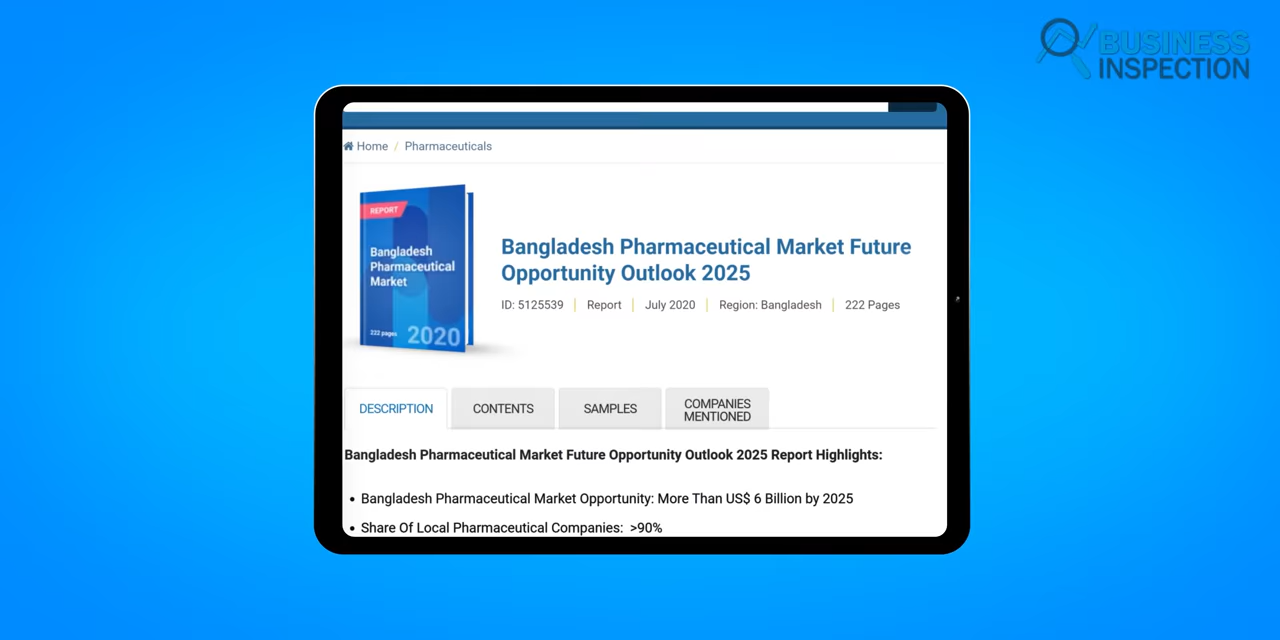 BUSINESS
INSPECTION
Home / Pharmaceuticals
REPORT
Bangladesh
Pharmaceutical
Market
222 pages 2020
Bangladesh Pharmaceutical Market Future
Opportunity Outlook 2025
ID: 5125539 | Report | July 2020 | Region: Bangladesh | 222 Pages
DESCRIPTION CONTENTS SAMPLES COMPANIES
MENTIONED
Bangladesh Pharmaceutical Market Future Opportunity Outlook 2025 Report Highlights:
• Bangladesh Pharmaceutical Market Opportunity: More Than US$ 6 Billion by 2025
• Share Of Local Pharmaceutical Companies: >90%